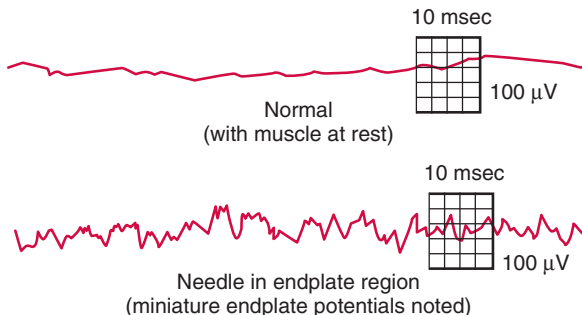 10 msec
100 μV
Normal
(with muscle at rest)
10 msec
100 μV
Needle in endplate region
(miniature endplate potentials noted)